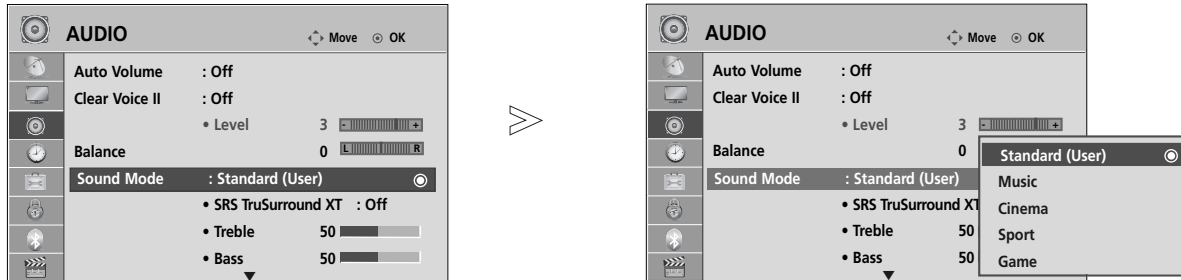 AUDIO Move OK
Auto Volume : Off
Clear Voice II : Off
• Level 3 - +
Balance 0 L R
Sound Mode : Standard (User)
• SRS TruSurround XT : Off
• Treble 50
• Bass 50
AUDIO Move OK
Auto Volume : Off
Clear Voice II : Off
• Level 3 - +
Balance 0
Sound Mode : Standard (User)
• SRS TruSurround XT
• Treble 50
• Bass 50
Standard (User)
Music
Cinema
Sport
Game